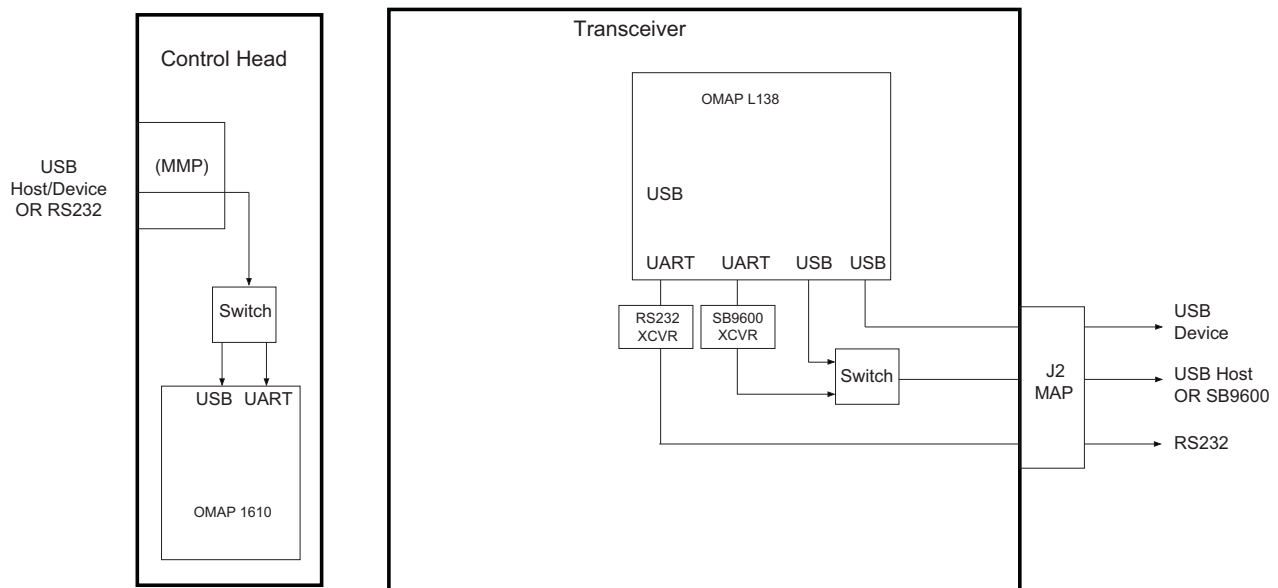 Control Head
(MMP)
USB
Host/Device
OR RS232
Switch
USB UART
OMAP 1610
Transceiver
OMAP L138
USB
UART UART USB USB
RS232
XCVR
SB9600
XCVR
Switch
J2
MAP
USB
Device
USB Host
OR SB9600
RS232